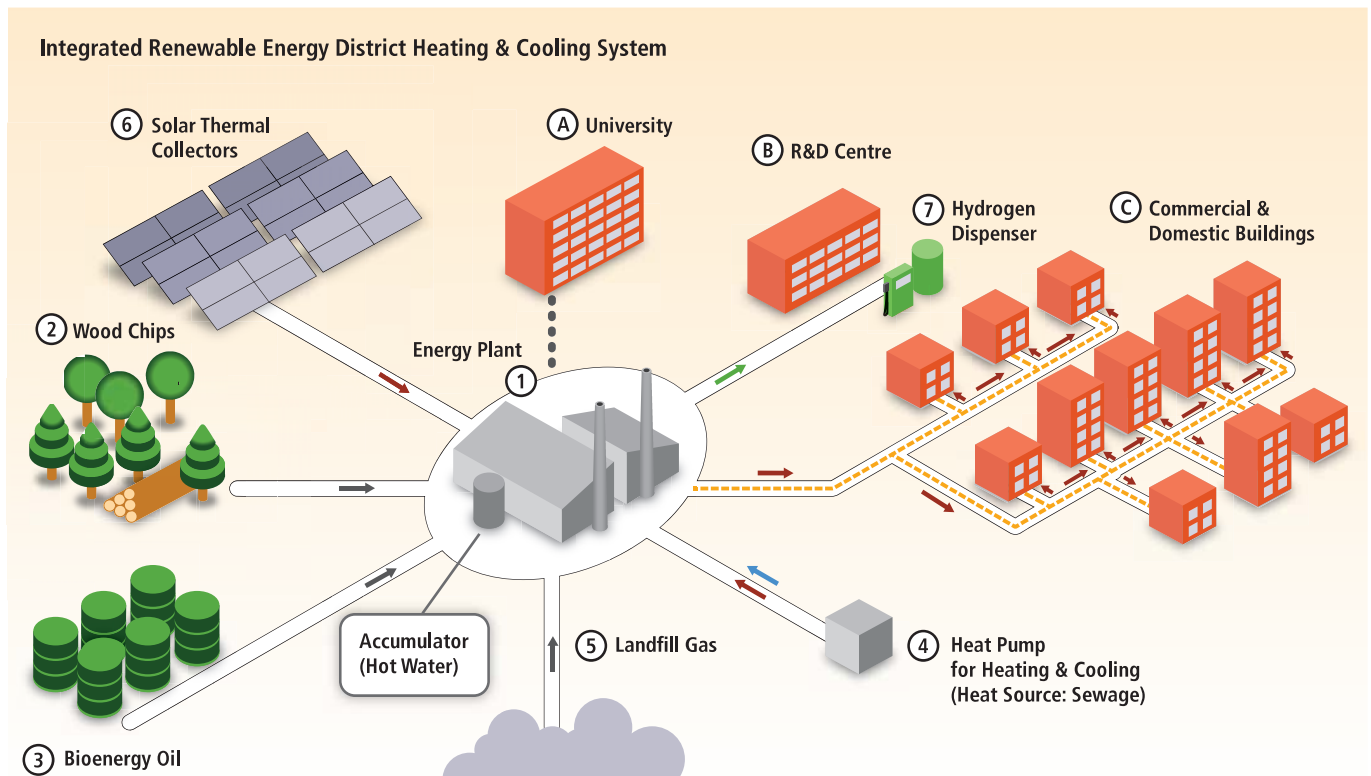 Integrated Renewable Energy District Heating & Cooling System
6 Solar Thermal
Collectors
A University
B R&D Centre
7 Hydrogen
Dispenser
C Commercial &
Domestic Buildings
2 Wood Chips
Energy Plant
1
Accumulator
(Hot Water)
5 Landfill Gas
4 Heat Pump
for Heating & Cooling
(Heat Source: Sewage)
3 Bioenergy Oil